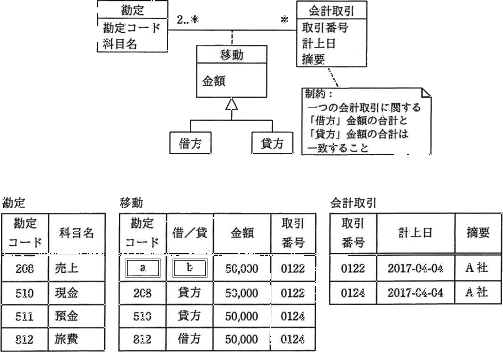 勘定
勘定コード
科目名
2..*
*
会計取引
取引番号
計上日
摘要
移動
金額
借方
貸方
制約：
一つの会計取引に関する
「借方」金額の合計と
「貸方」金額の合計は
一致すること
勘定
勘定コード 科目名
208 売上
510 現金
511 預金
812 旅費
移動
勘定コード 借／貸 金額 取引番号
a b 50,000 0122
208 貸方 50,000 0122
510 貸方 50,000 0124
812 借方 50,000 0124
会計取引
取引番号 計上日 摘要
0122 2017-04-04 A社
0124 2017-04-04 A社